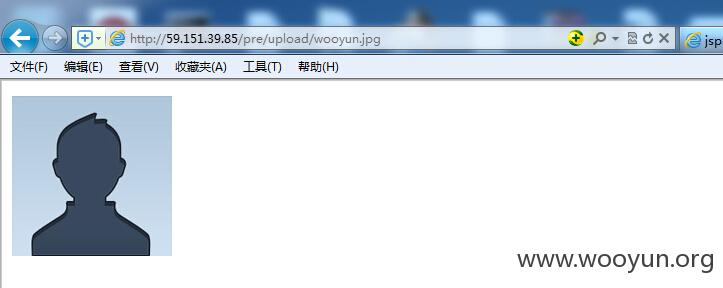 http://59.151.39.85/pre/upload/wooyun.jpg
jsp
文件(F) 编辑(E) 查看(V) 收藏夹(A) 工具(T) 帮助(H)
www.wooyun.org